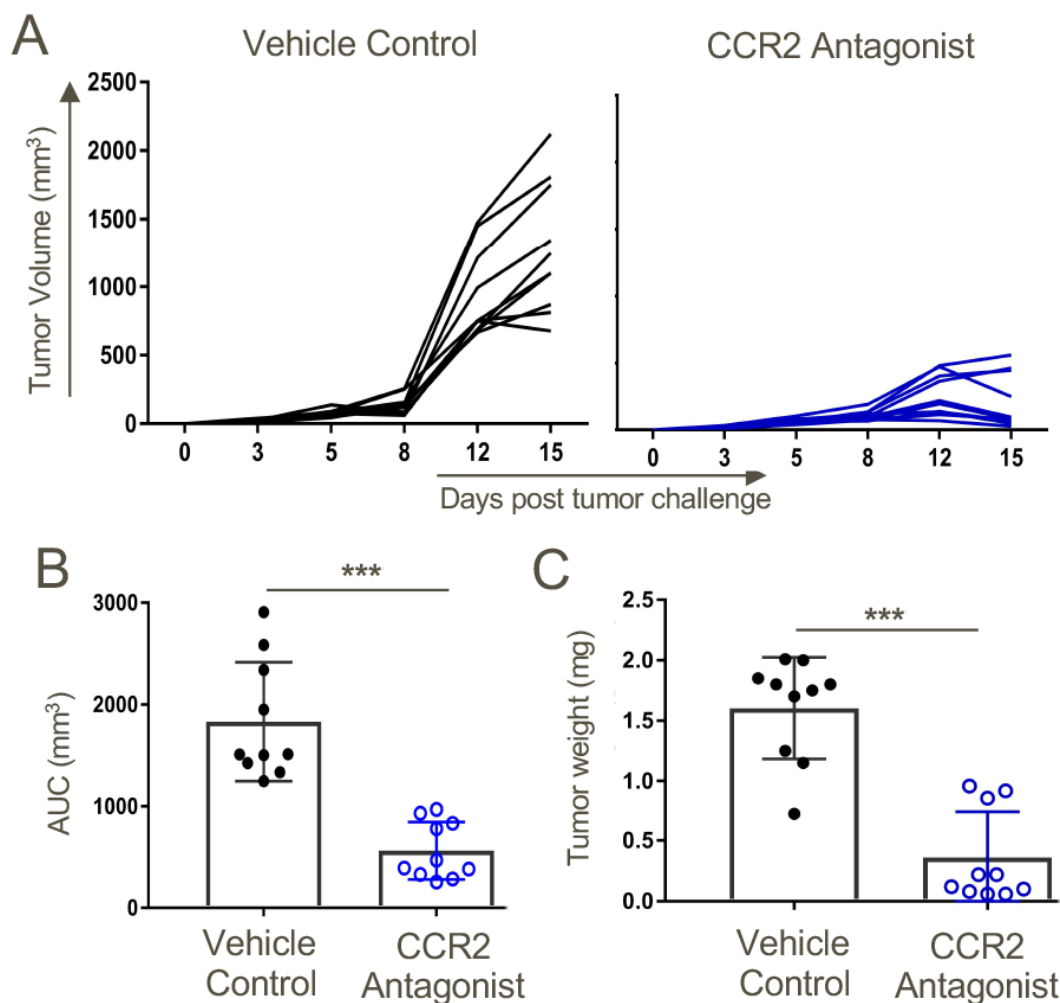 A
Vehicle Control
CCR2 Antagonist
Tumor Volume (mm³)
2500
2000
1500
1000
500
0
0 3 5 8 12 15
0 3 5 8 12 15
Days post tumor challenge
B
***
AUC (mm³)
3000
2000
1000
0
Vehicle
Control
CCR2
Antagonist
C
***
Tumor weight (mg)
2.5
2.0
1.5
1.0
0.5
0.0
Vehicle
Control
CCR2
Antagonist